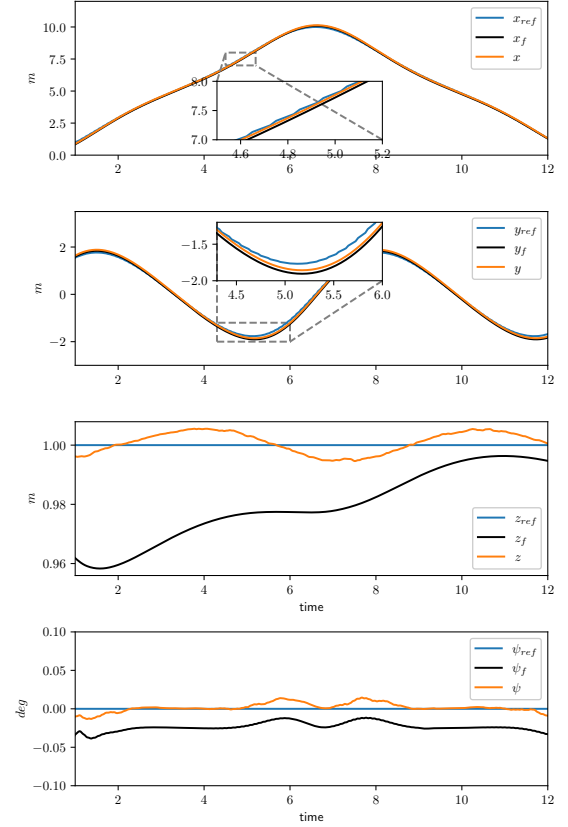 10.0
7.5
5.0
2.5
0.0
m
x_ref
x_f
x
8.0
7.5
7.0
4.6 4.8 5.0 5.2
2 4 6 8 10 12
2
0
−2
m
y_ref
y_f
y
−1.5
−2.0
4.5 5.0 5.5 6.0
2 4 6 8 10 12
1.00
0.98
0.96
m
z_ref
z_f
z
2 4 6 8 10 12
time
0.10
0.05
0.00
−0.05
−0.10
deg
ψ_ref
ψ_f
ψ
2 4 6 8 10 12
time